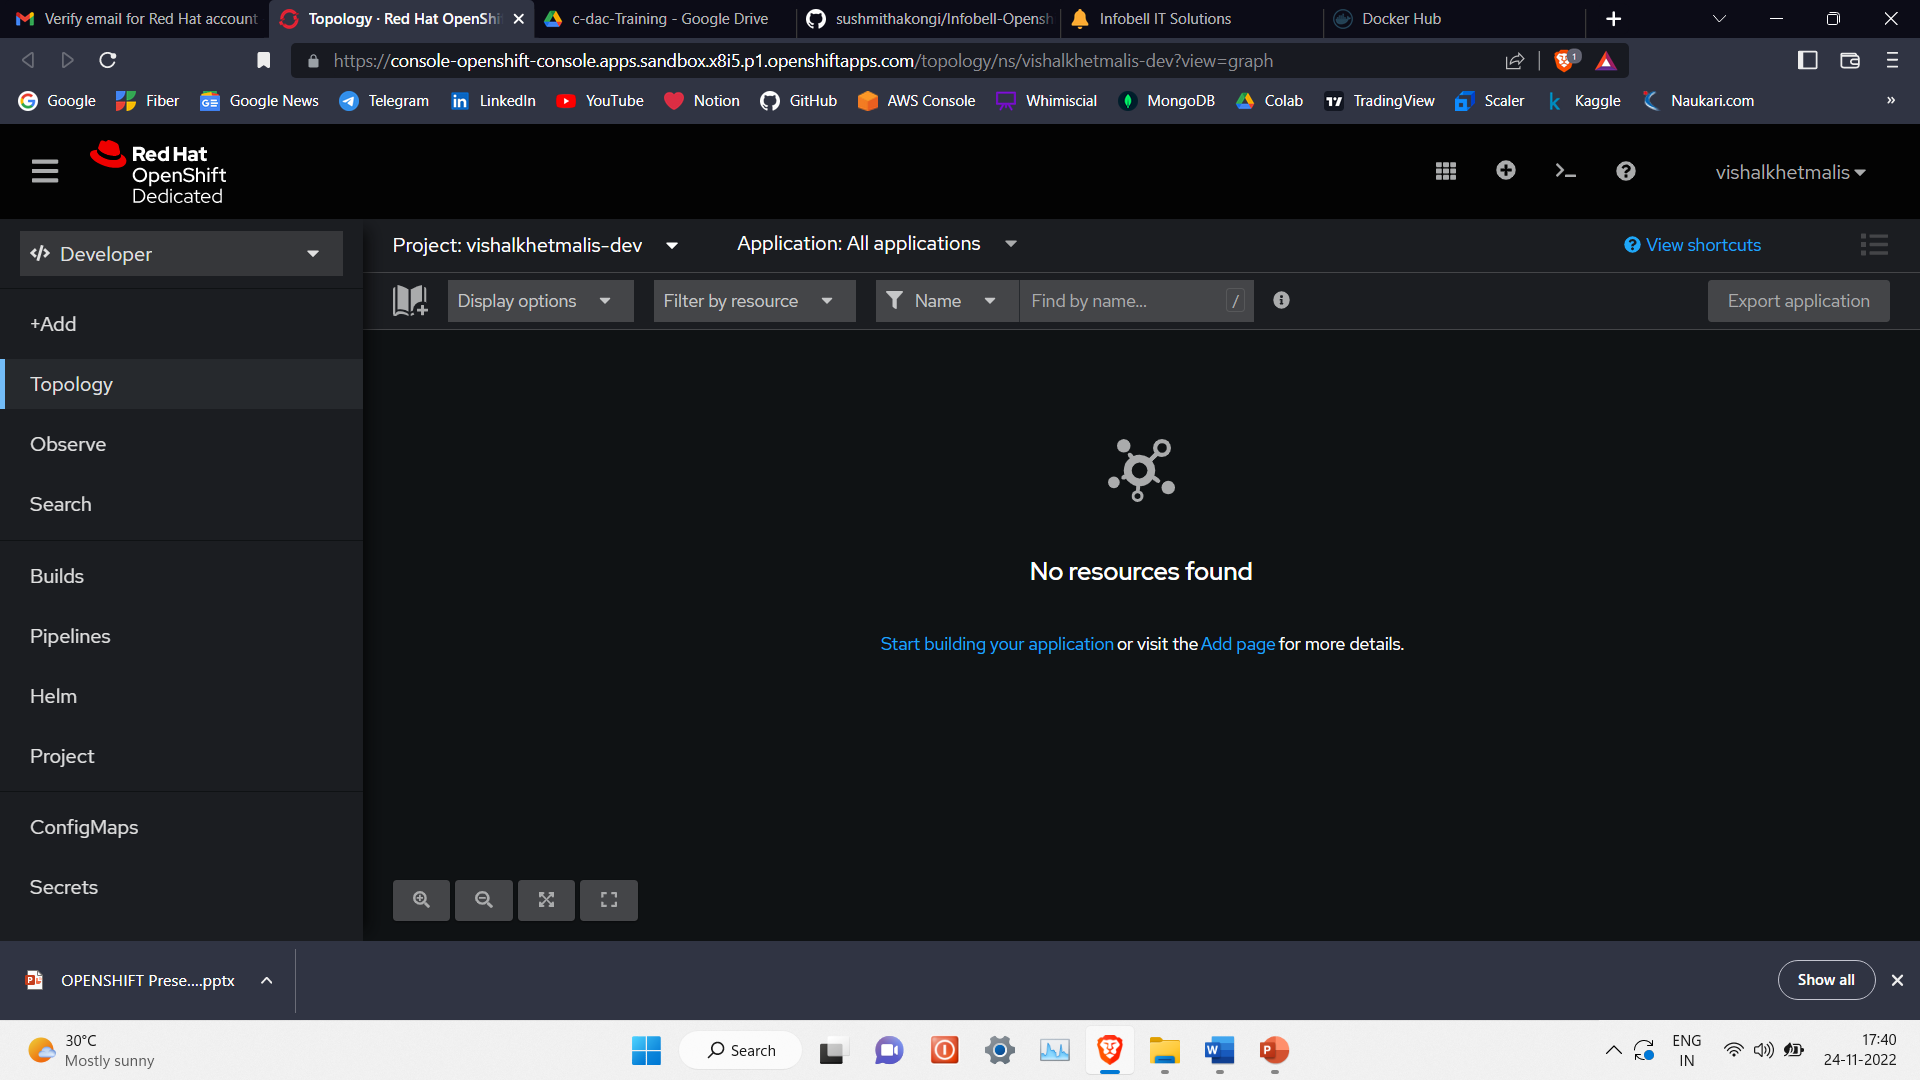 Verify email for Red Hat account
Topology · Red Hat OpenShi
c-dac-Training - Google Drive
sushmithakongi/Infobell-Opensh
Infobell IT Solutions
Docker Hub
https://console-openshift-console.apps.sandbox.x8i5.p1.openshiftapps.com/topology/ns/vishalkhetmalis-dev?view=graph
1
Google
Fiber
Google News
Telegram
LinkedIn
YouTube
Notion
GitHub
AWS Console
Whimiscial
MongoDB
Colab
TradingView
Scaler
Kaggle
Naukari.com
»
Red Hat
OpenShift
Dedicated
vishalkhetmalis
Developer
Project: vishalkhetmalis-dev
Application: All applications
View shortcuts
Display options
Filter by resource
Name
Find by name...
/
Export application
+Add
Topology
Observe
Search
Builds
Pipelines
Helm
Project
ConfigMaps
Secrets
No resources found
Start building your application or visit the Add page for more details.
OPENSHIFT Prese....pptx
Show all
30°C
Mostly sunny
Search
ENG
IN
17:40
24-11-2022